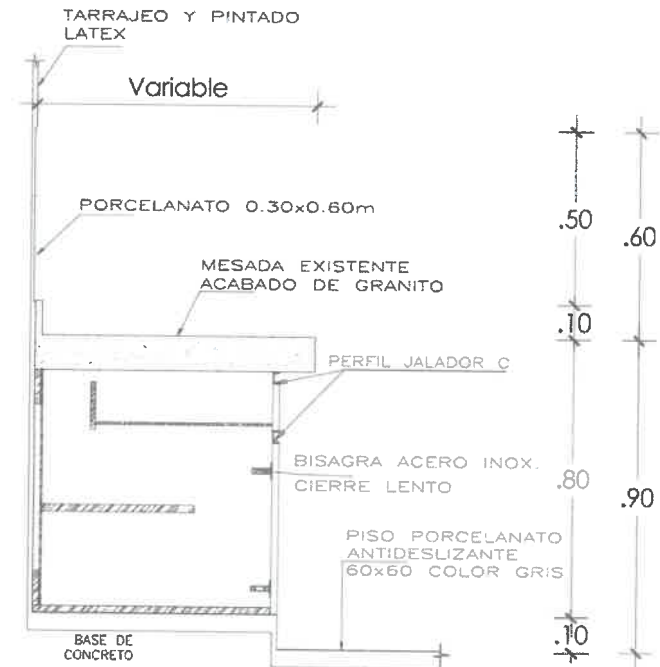 TARRAJEO Y PINTADO
LATEX
Variable
.50
.60
PORCELANATO 0.30x0.60m
MESADA EXISTENTE
ACABADO DE GRANITO
.10
PERFIL JALADOR C
BISAGRA ACERO INOX.
CIERRE LENTO
.80
.90
PISO PORCELANATO
ANTIDESLIZANTE
60x60 COLOR GRIS
BASE DE
CONCRETO
.10